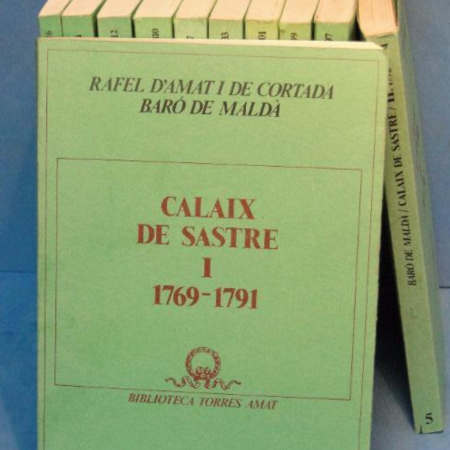 RAFEL D'AMAT I DE CORTADA
BARÓ DE MALDÀ
CALAIX
DE SASTRE
I
1769-1791
BIBLIOTECA TORRES AMAT
BARÓ DE MALDÀ / CALAIX DE SASTRE / II
5